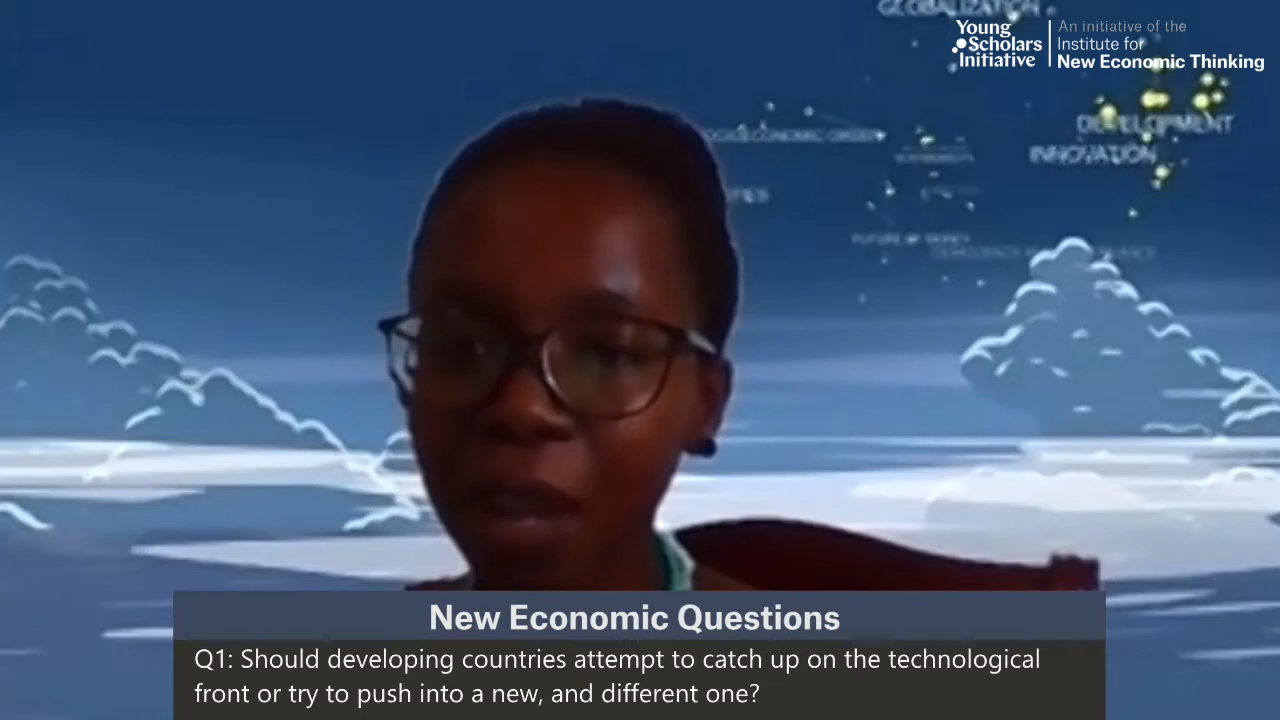 GLOBALIZATION
Young
Scholars
Initiative
An initiative of the
Institute for
New Economic Thinking
DEVELOPMENT
INNOVATION
New Economic Questions
Q1: Should developing countries attempt to catch up on the technological
front or try to push into a new, and different one?